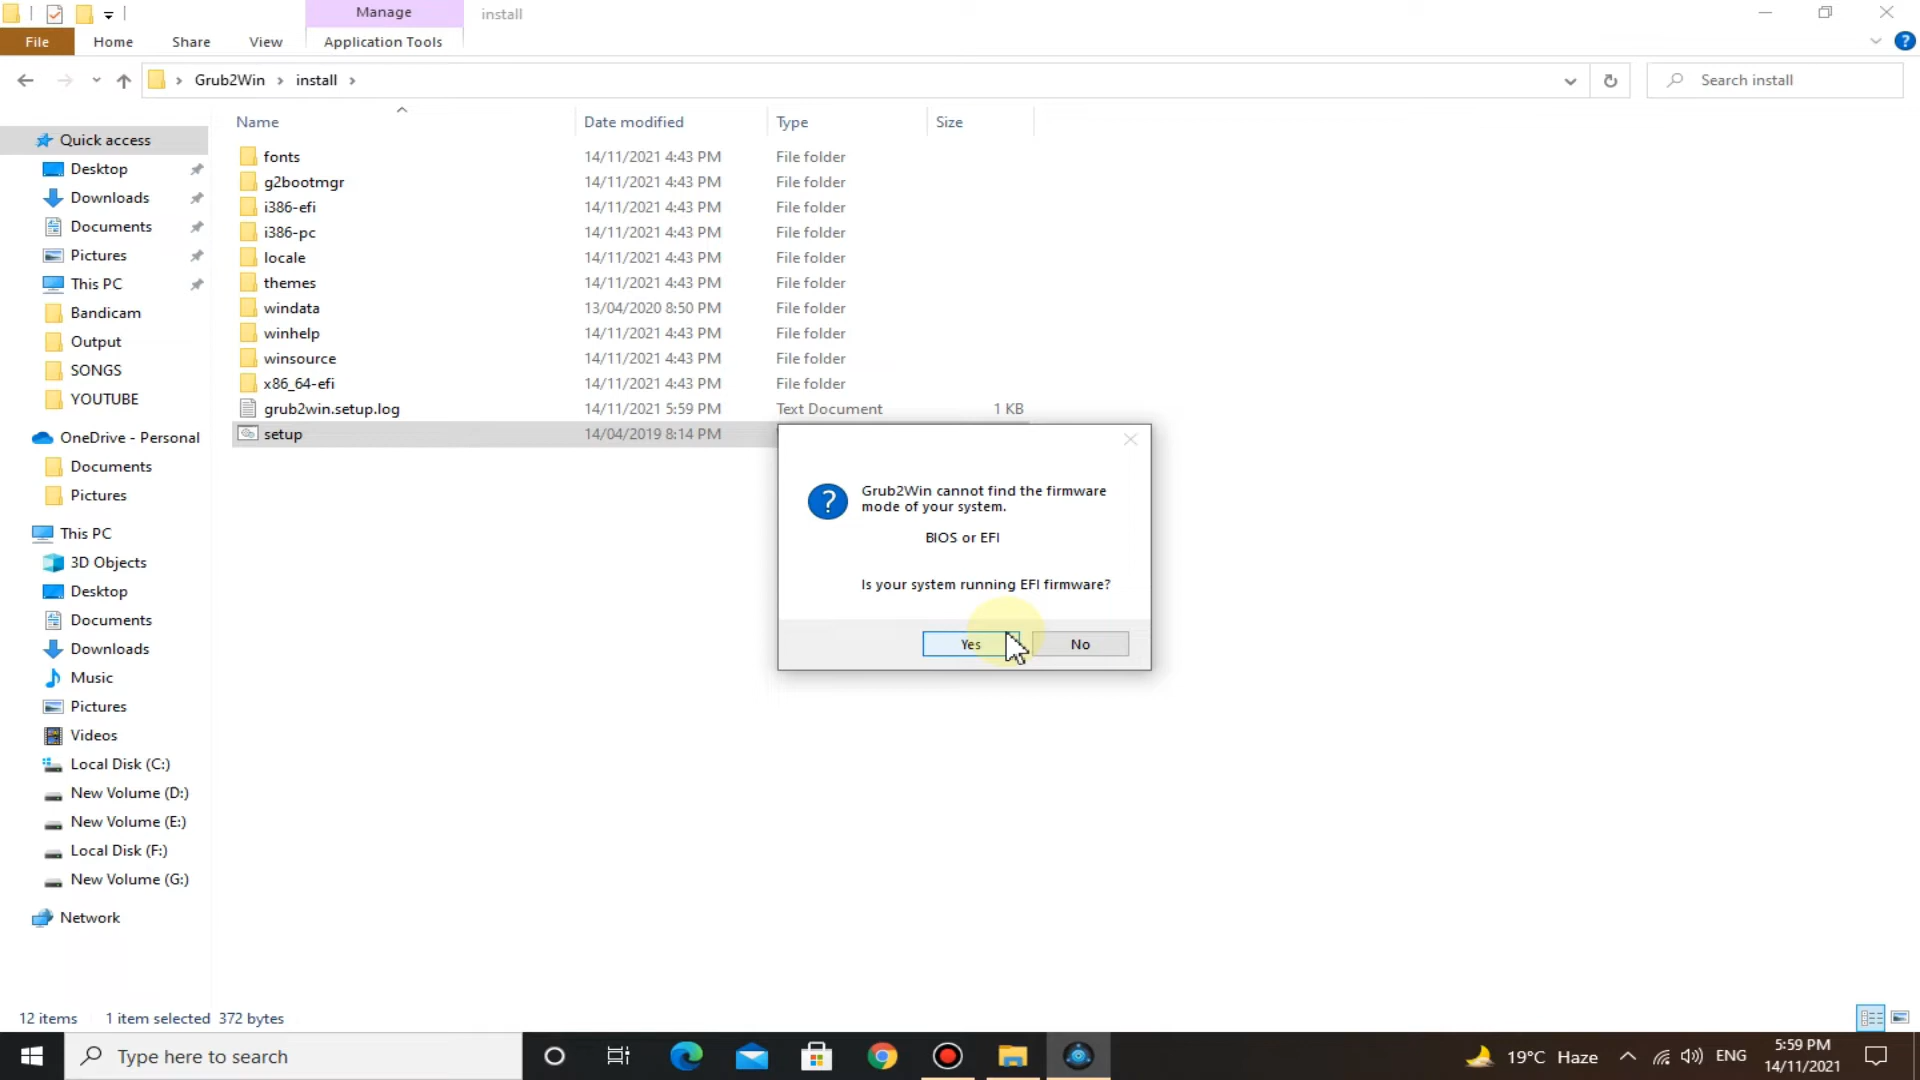 Manage
install
File
Home
Share
View
Application Tools
Grub2Win
install
Search install
Name
Date modified
Type
Size
Quick access
Desktop
Downloads
Documents
Pictures
This PC
Bandicam
Output
SONGS
YOUTUBE
OneDrive - Personal
Documents
Pictures
This PC
3D Objects
Desktop
Documents
Downloads
Music
Pictures
Videos
Local Disk (C:)
New Volume (D:)
New Volume (E:)
Local Disk (F:)
New Volume (G:)
Network
fonts 14/11/2021 4:43 PM File folder
g2bootmgr 14/11/2021 4:43 PM File folder
i386-efi 14/11/2021 4:43 PM File folder
i386-pc 14/11/2021 4:43 PM File folder
locale 14/11/2021 4:43 PM File folder
themes 14/11/2021 4:43 PM File folder
windata 13/04/2020 8:50 PM File folder
winhelp 14/11/2021 4:43 PM File folder
winsource 14/11/2021 4:43 PM File folder
x86_64-efi 14/11/2021 4:43 PM File folder
grub2win.setup.log 14/11/2021 5:59 PM Text Document 1 KB
setup 14/04/2019 8:14 PM
Grub2Win cannot find the firmware
mode of your system.
BIOS or EFI
Is your system running EFI firmware?
Yes
No
12 items 1 item selected 372 bytes
Type here to search
19°C Haze
ENG
5:59 PM
14/11/2021